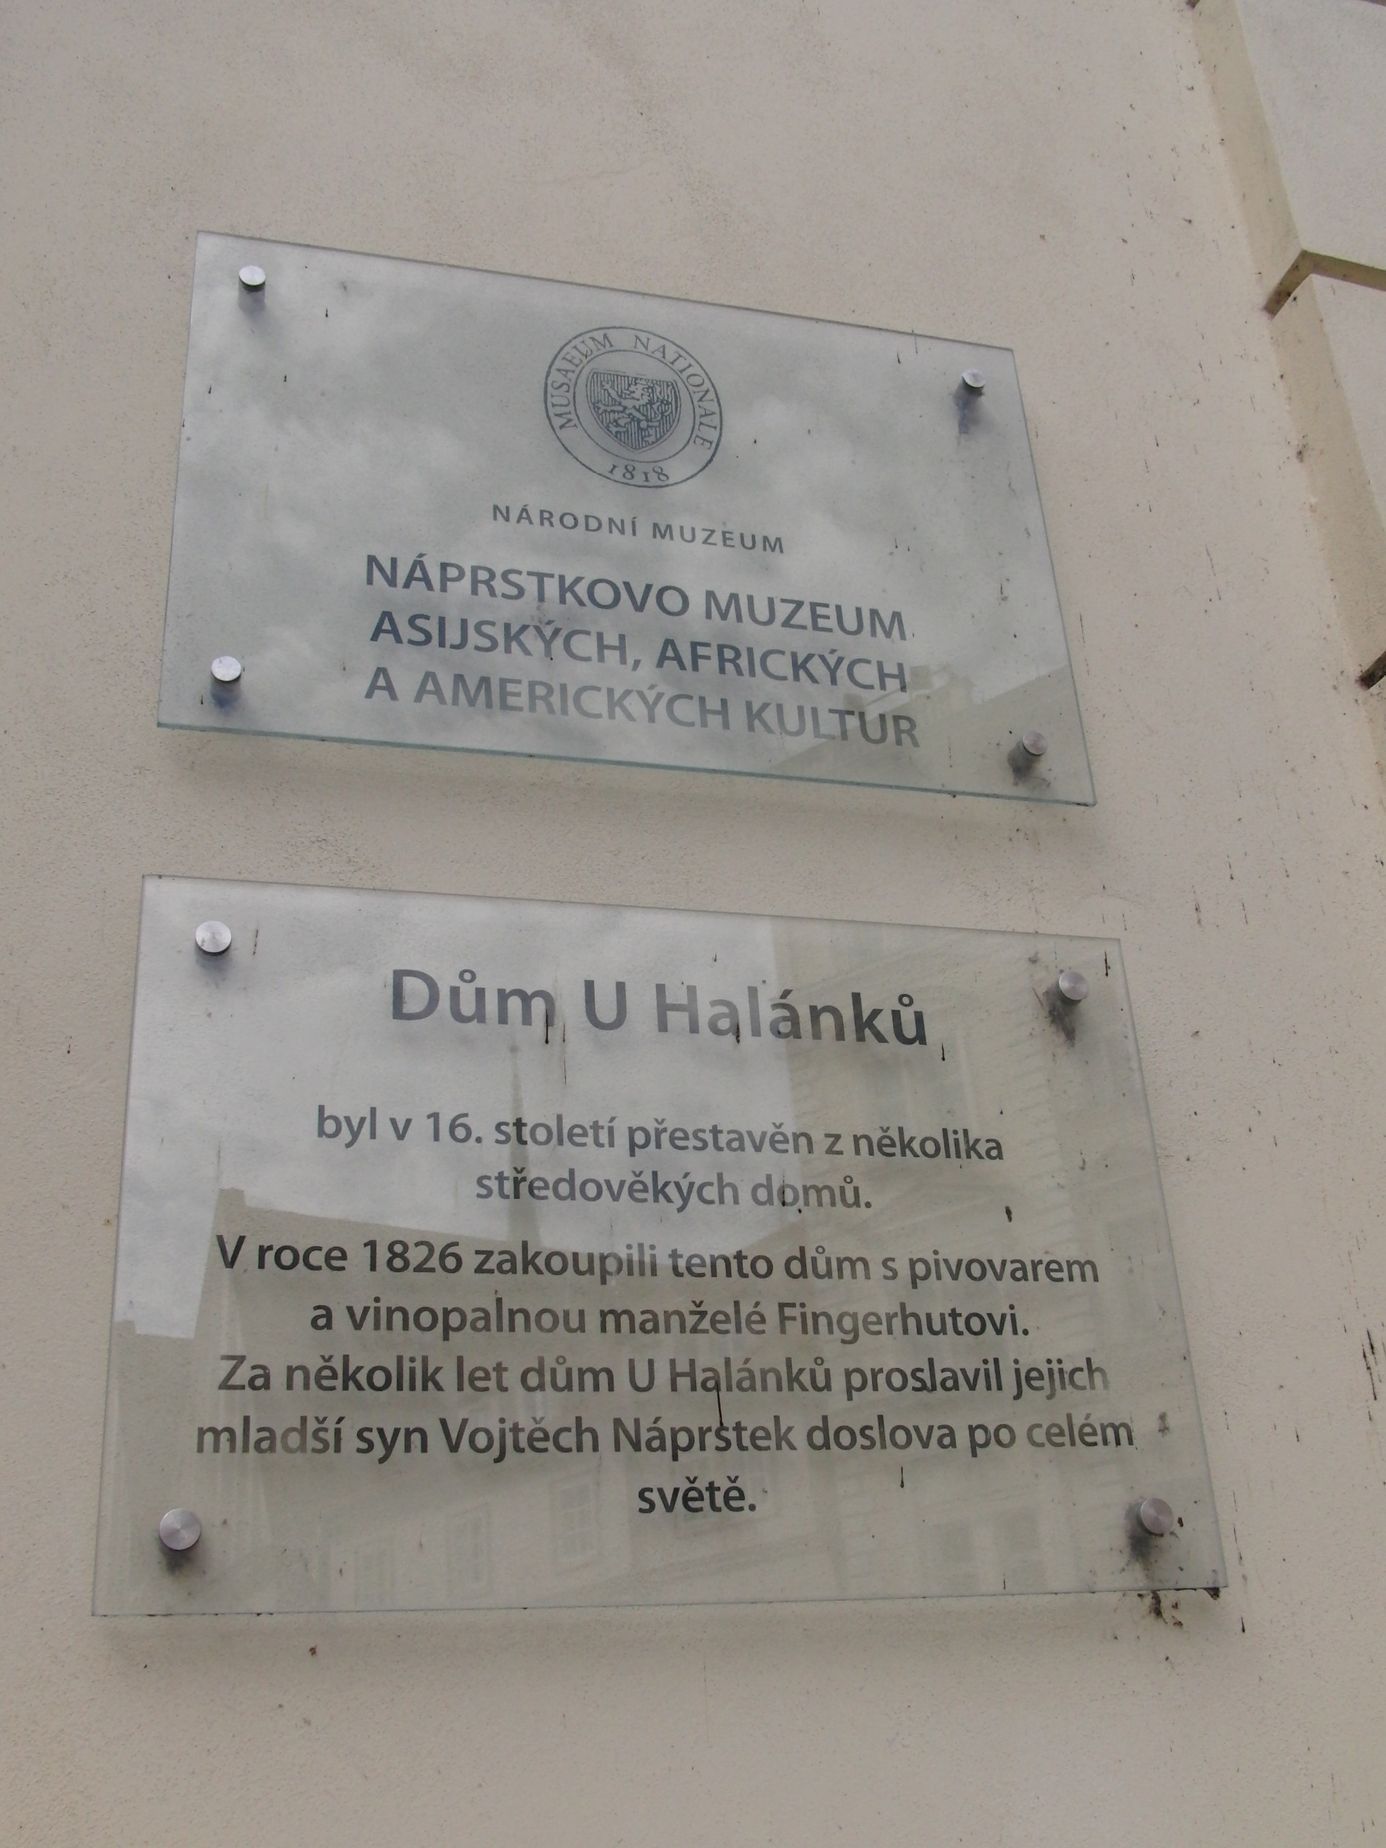 MUSAEUM NATIONALE
1818
NÁRODNÍ MUZEUM
NÁPRSTKOVO MUZEUM
ASIJSKÝCH, AFRICKÝCH
A AMERICKÝCH KULTUR
Dům U Halánků
byl v 16. století přestavěn z několika
středověkých domů.
V roce 1826 zakoupili tento dům s pivovarem
a vinopalnou manželé Fingerhutovi.
Za několik let dům U Halánků proslavil jejich
mladší syn Vojtěch Náprstek doslova po celém
světě.